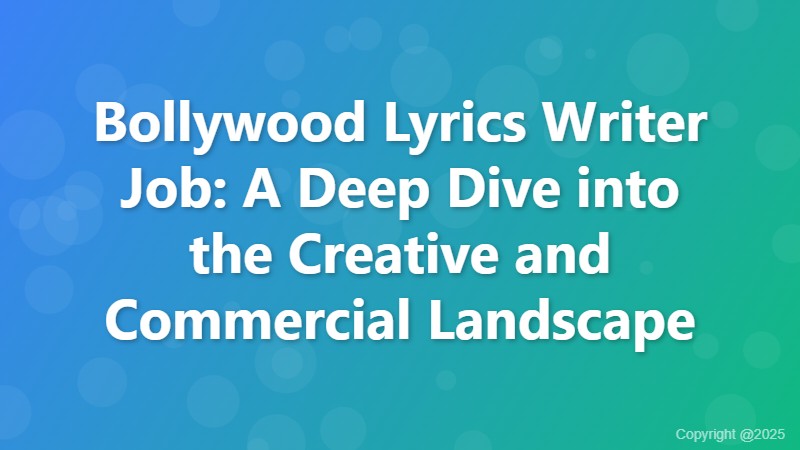 Bollywood Lyrics Writer
Job: A Deep Dive into
the Creative and
Commercial Landscape
Copyright @2025